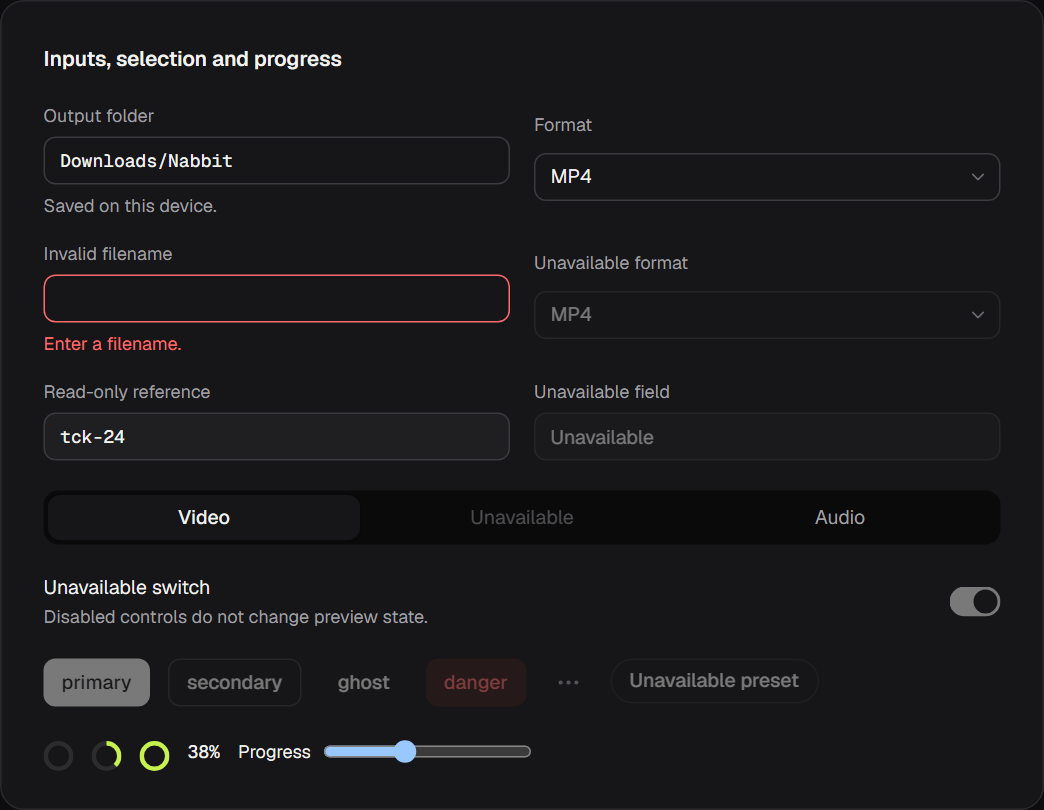 Inputs, selection and progress
Output folder
Downloads/Nabbit
Saved on this device.
Format
MP4
Invalid filename
Enter a filename.
Unavailable format
MP4
Read-only reference
tck-24
Unavailable field
Unavailable
Video Unavailable Audio
Unavailable switch
Disabled controls do not change preview state.
primary secondary ghost danger ··· Unavailable preset
38% Progress